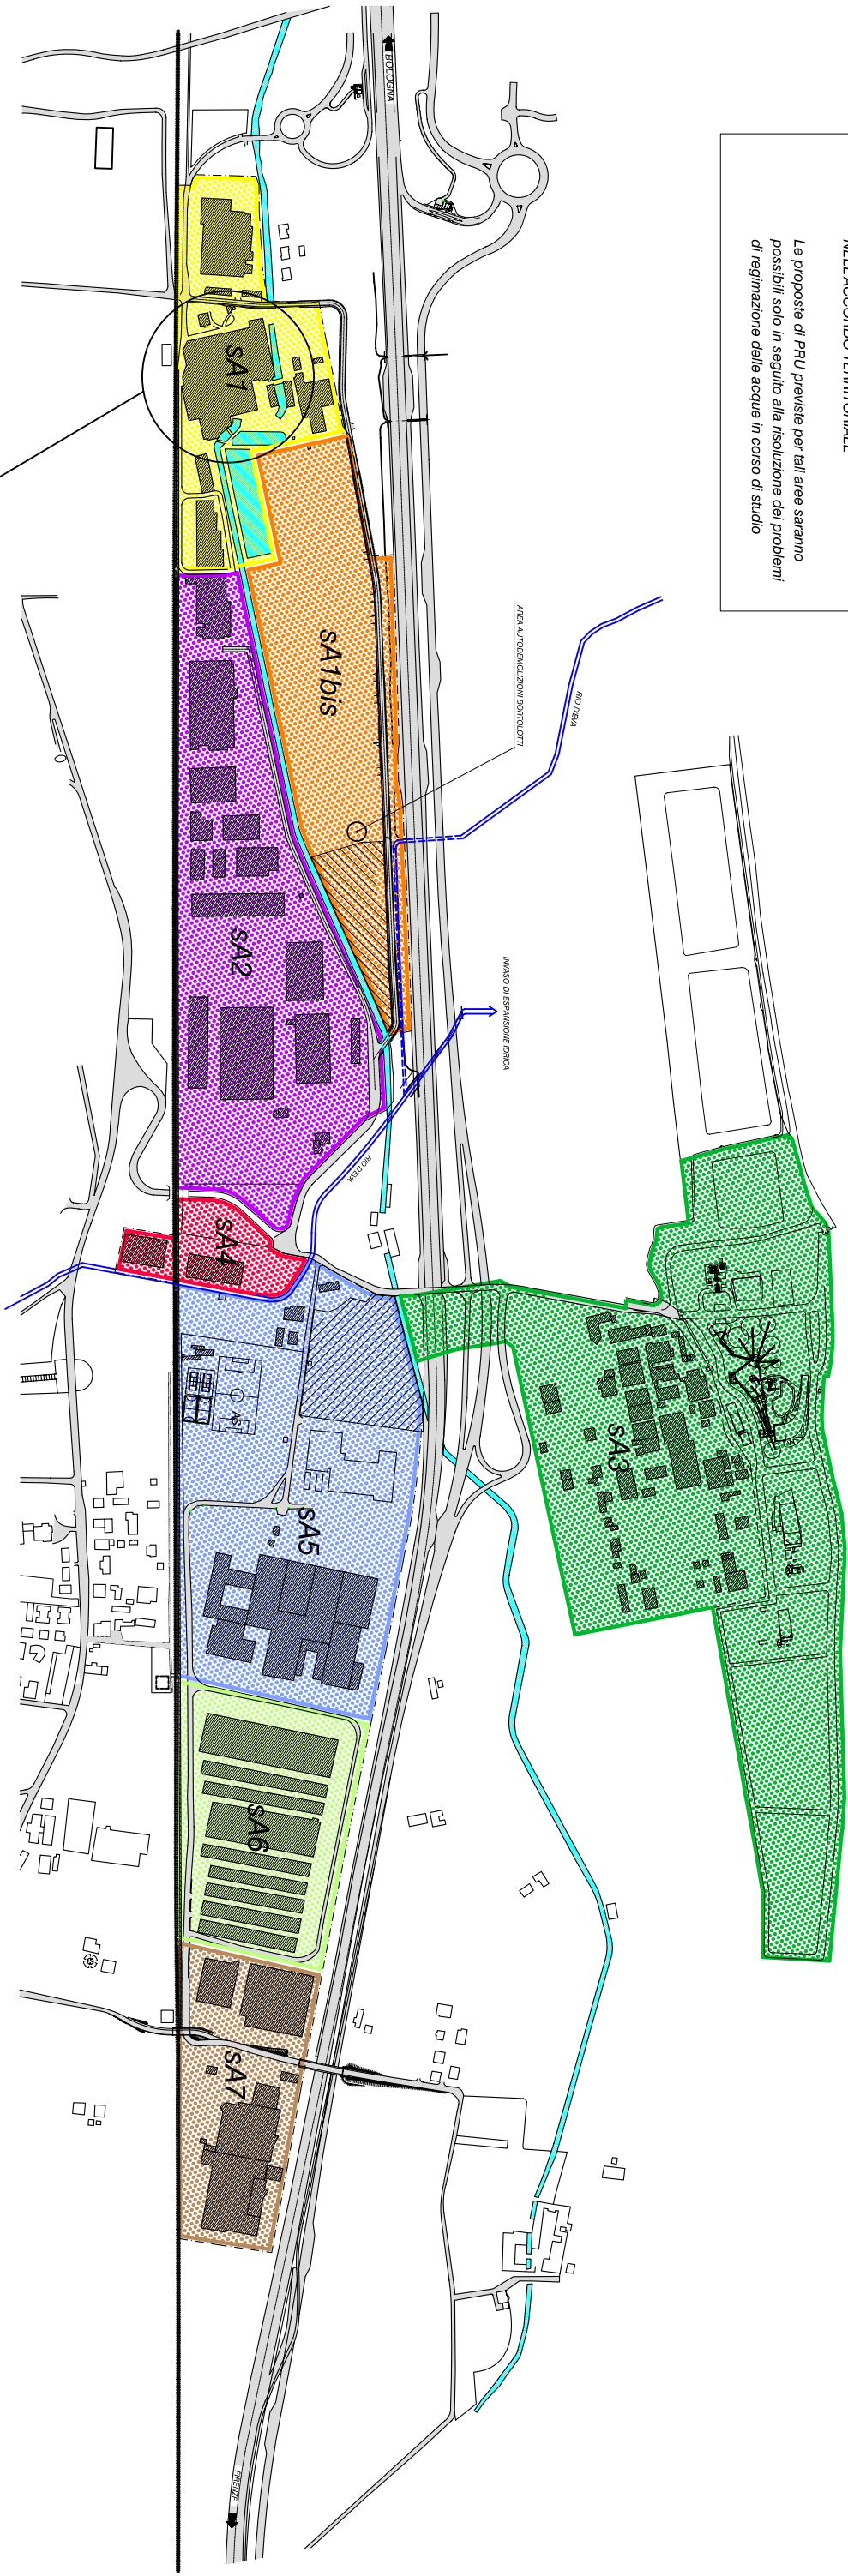 NELL'ACCORDO TERRITORIALE
Le proposte di PRU previste per tali aree saranno
possibili solo in seguito alla risoluzione dei problemi
di regimazione delle acque in corso di studio
BOLOGNA
sA1
sA1bis
AREA AUTODEMOLIZIONI BORTOLOTTI
RIO D'EVA
sA2
INVASO DI ESPANSIONE IDRICA
RIO D'EVA
sA4
sA3
sA5
sA6
sA7
FIRENZE